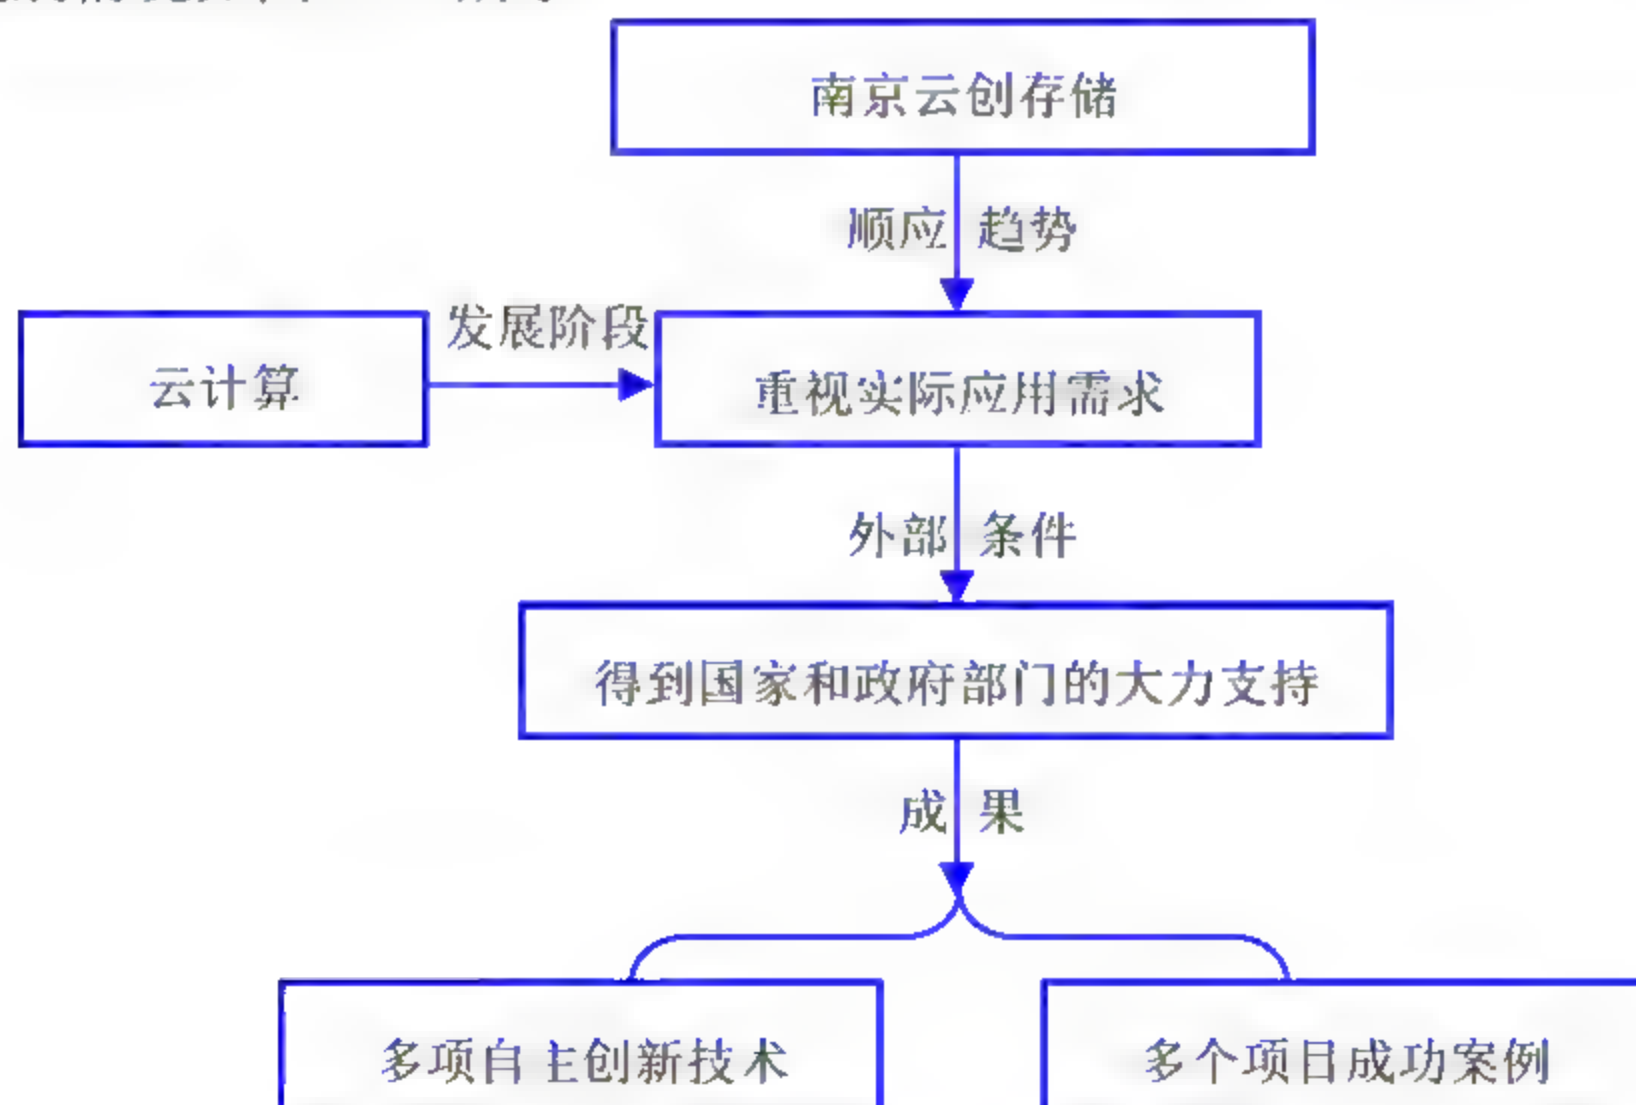 南京云创存储
顺应 趋势
发展阶段
云计算
重视实际应用需求
外部 条件
得到国家和政府部门的大力支持
成 果
多项自主创新技术
多个项目成功案例